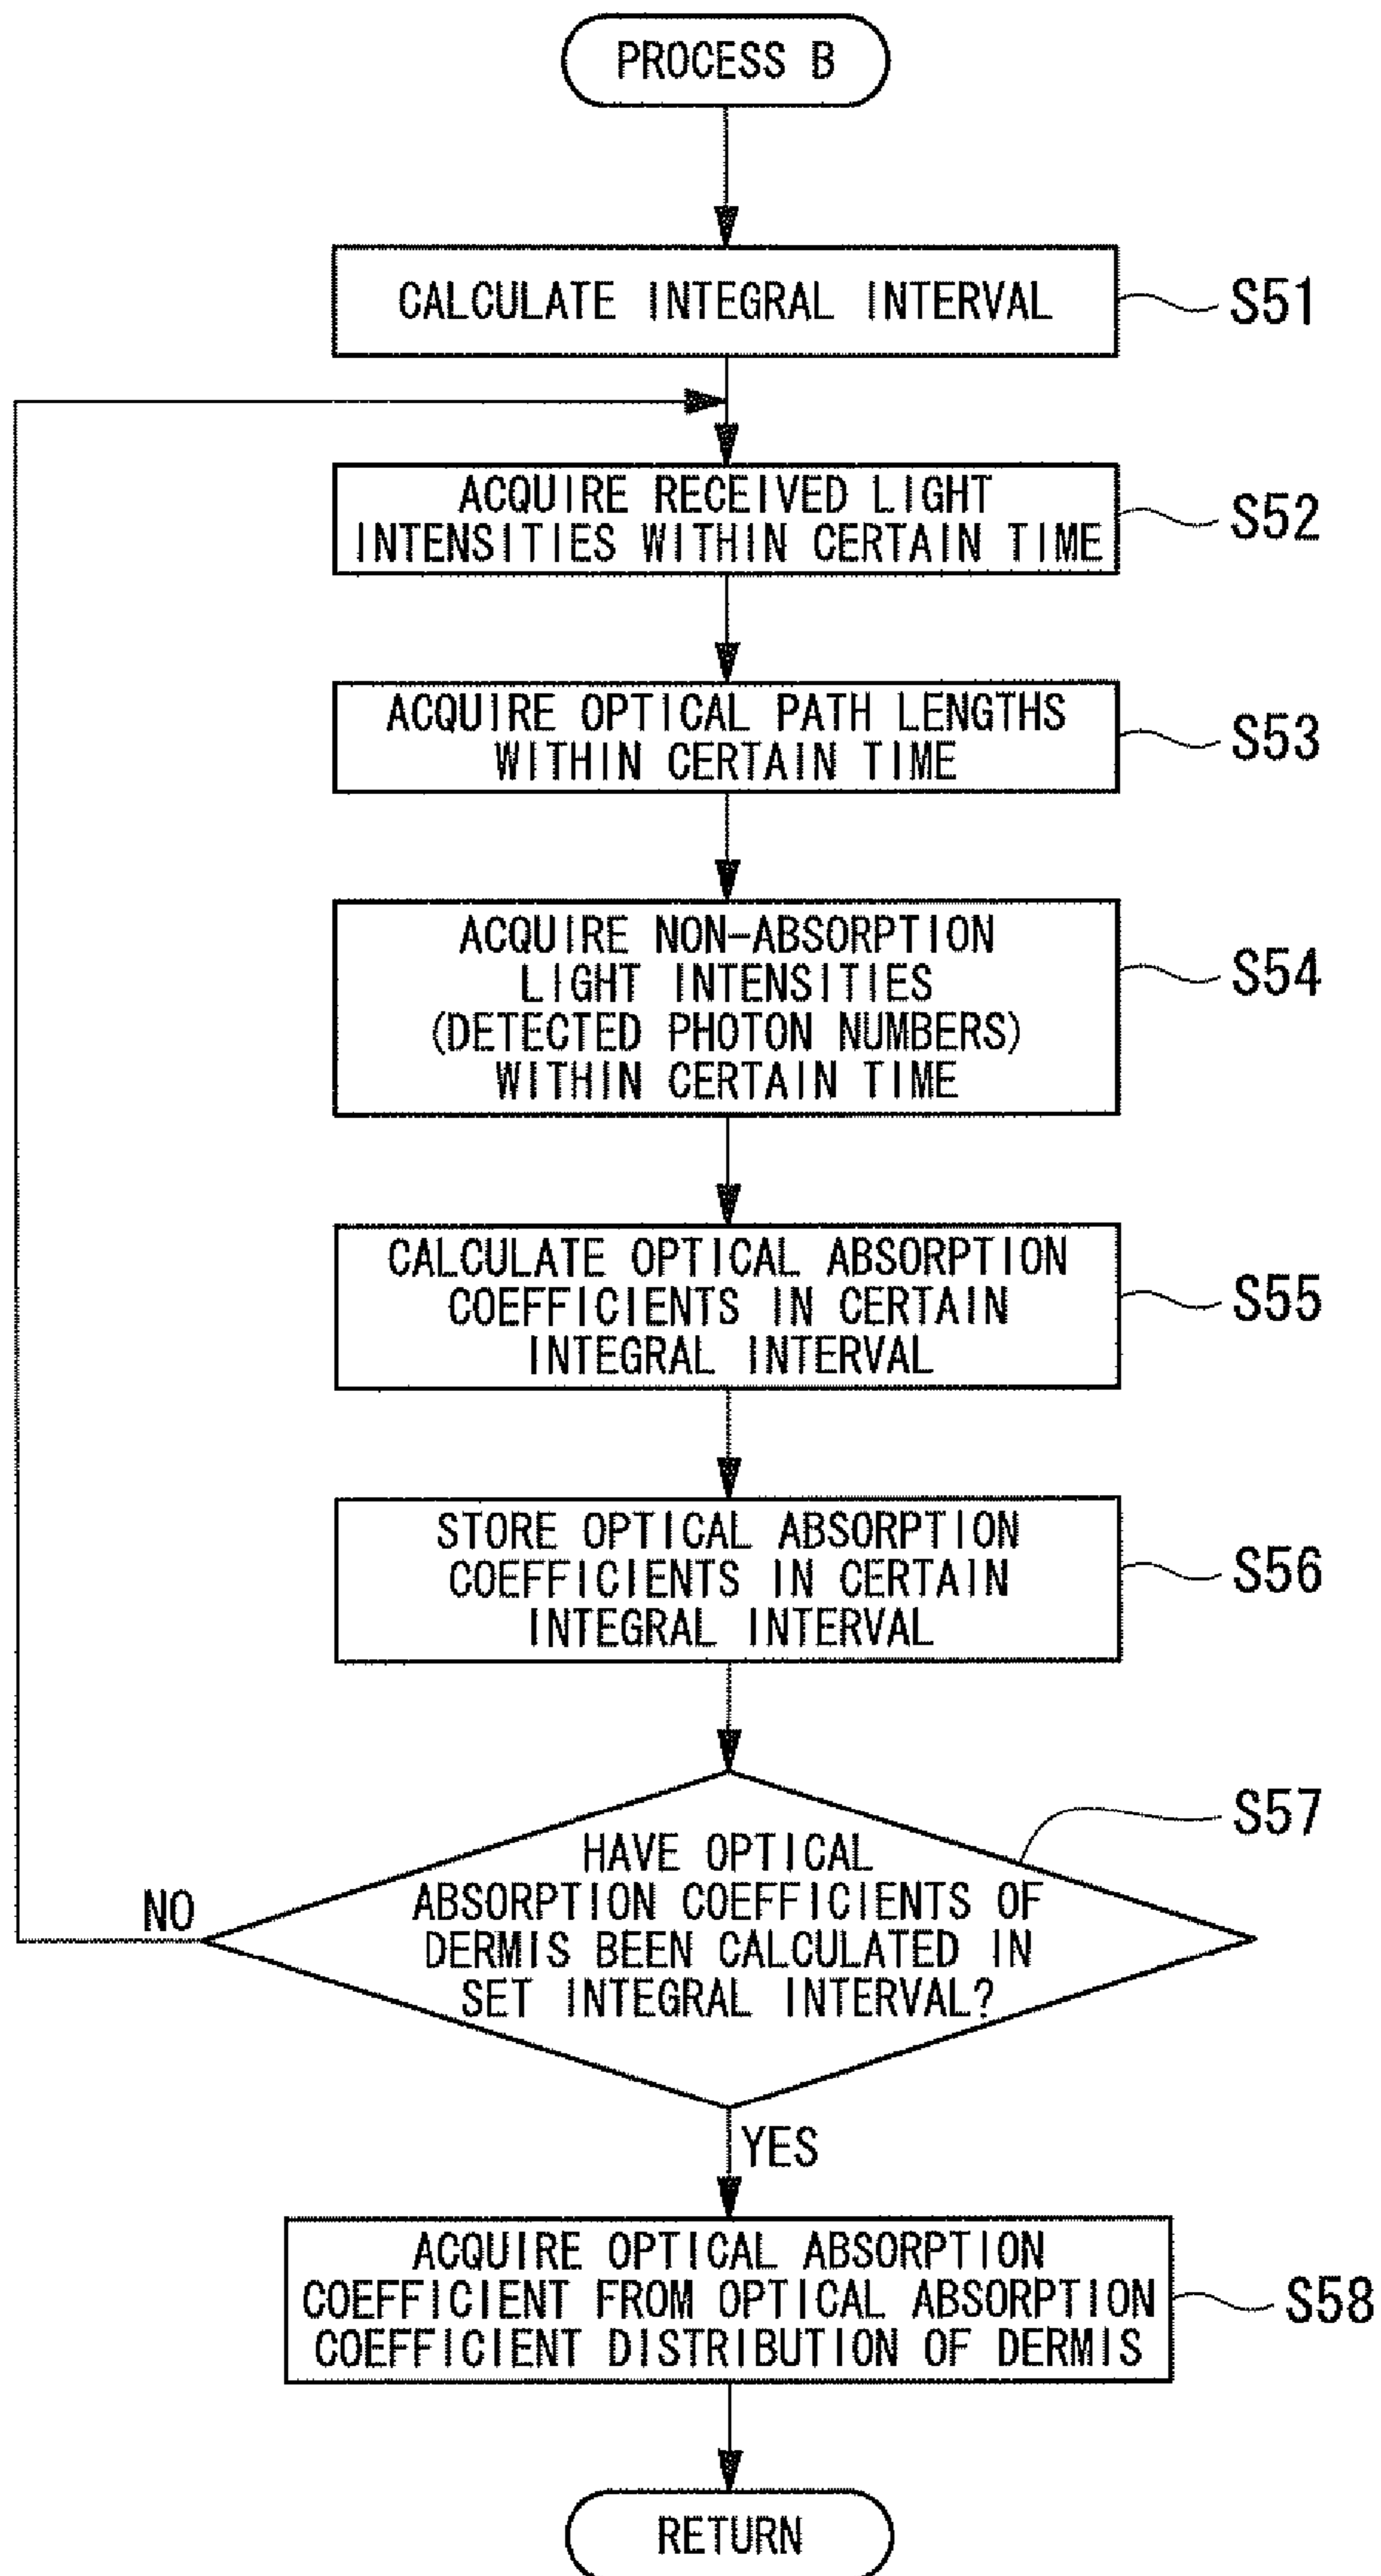 PROCESS B
CALCULATE INTEGRAL INTERVAL
S51
ACQUIRE RECEIVED LIGHT
INTENSITIES WITHIN CERTAIN TIME
S52
ACQUIRE OPTICAL PATH LENGTHS
WITHIN CERTAIN TIME
S53
ACQUIRE NON-ABSORPTION
LIGHT INTENSITIES
(DETECTED PHOTON NUMBERS)
WITHIN CERTAIN TIME
S54
CALCULATE OPTICAL ABSORPTION
COEFFICIENTS IN CERTAIN
INTEGRAL INTERVAL
S55
STORE OPTICAL ABSORPTION
COEFFICIENTS IN CERTAIN
INTEGRAL INTERVAL
S56
HAVE OPTICAL
ABSORPTION COEFFICIENTS OF
DERMIS BEEN CALCULATED IN
SET INTEGRAL INTERVAL?
S57
NO
YES
ACQUIRE OPTICAL ABSORPTION
COEFFICIENT FROM OPTICAL ABSORPTION
COEFFICIENT DISTRIBUTION OF DERMIS
S58
RETURN